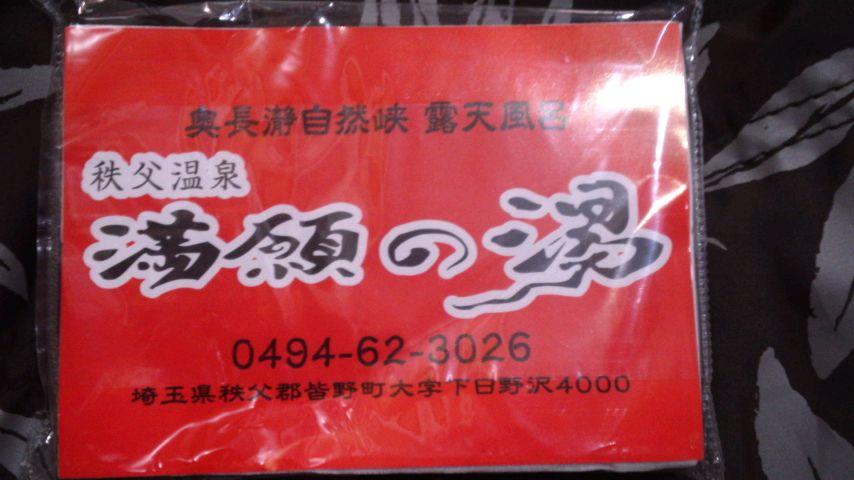 奥長瀞自然峡 露天風呂
秩父温泉
満願の湯
0494-62-3026
埼玉県秩父郡皆野町大字下日野沢4000